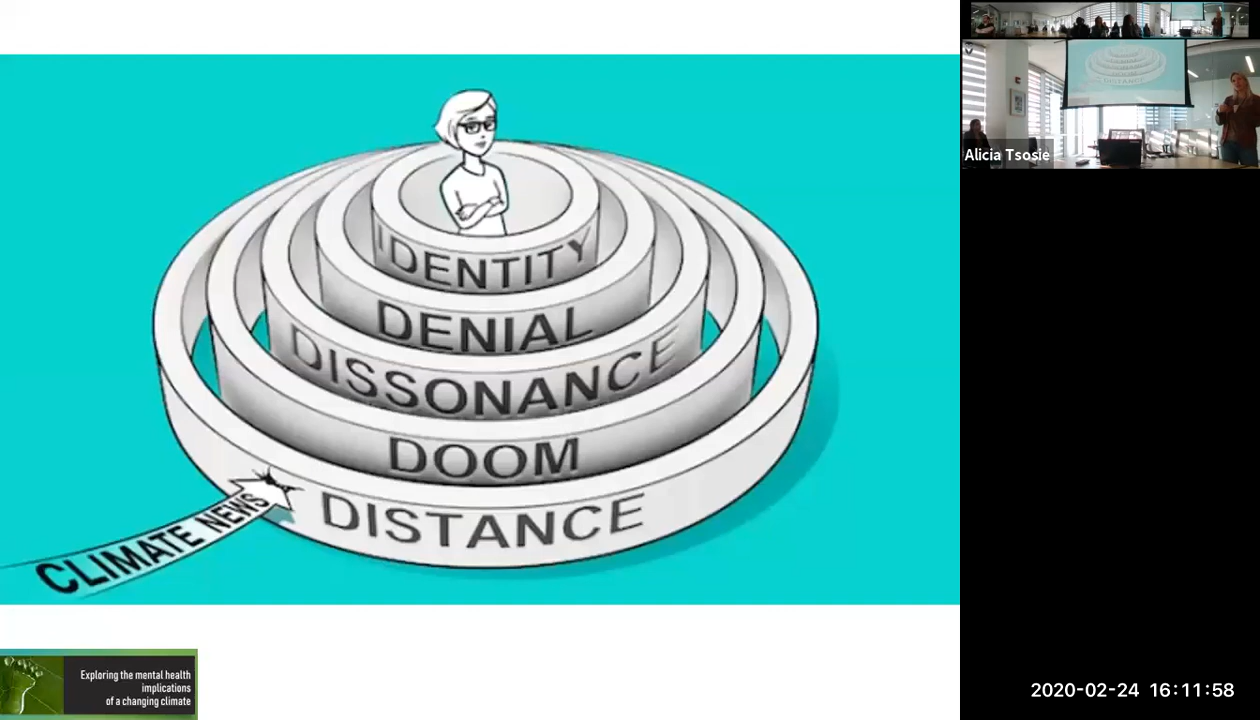 IDENTITY
DENIAL
DISSONANCE
DOOM
DISTANCE
CLIMATE NEWS
Exploring the mental health
implications
of a changing climate
Alicia Tsosie
2020-02-24 16:11:58